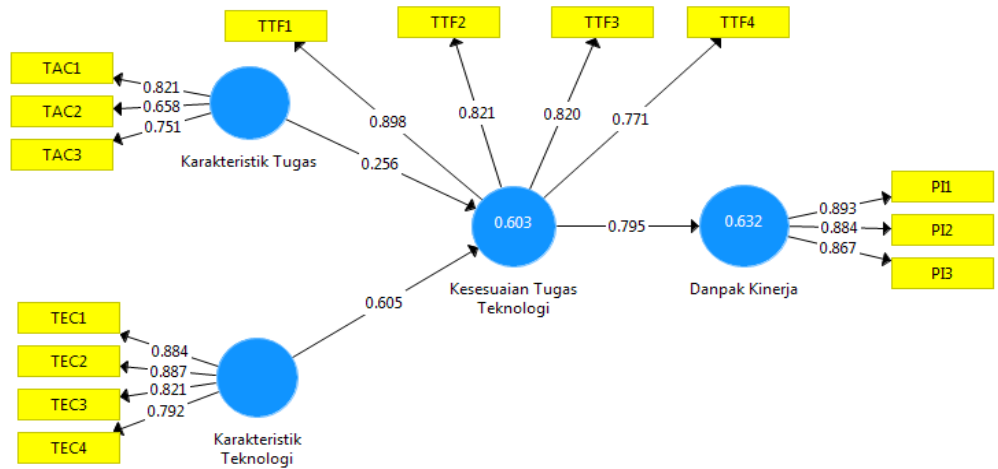 TTF1
TTF2
TTF3
TTF4
TAC1
TAC2
TAC3
0.821
0.658
0.751
Karakteristik Tugas
0.898
0.821
0.820
0.771
0.256
0.603
Kesesuaian Tugas
Teknologi
0.795
0.632
Danpak Kinerja
0.893
0.884
0.867
PI1
PI2
PI3
0.605
TEC1
TEC2
TEC3
TEC4
0.884
0.887
0.821
0.792
Karakteristik
Teknologi